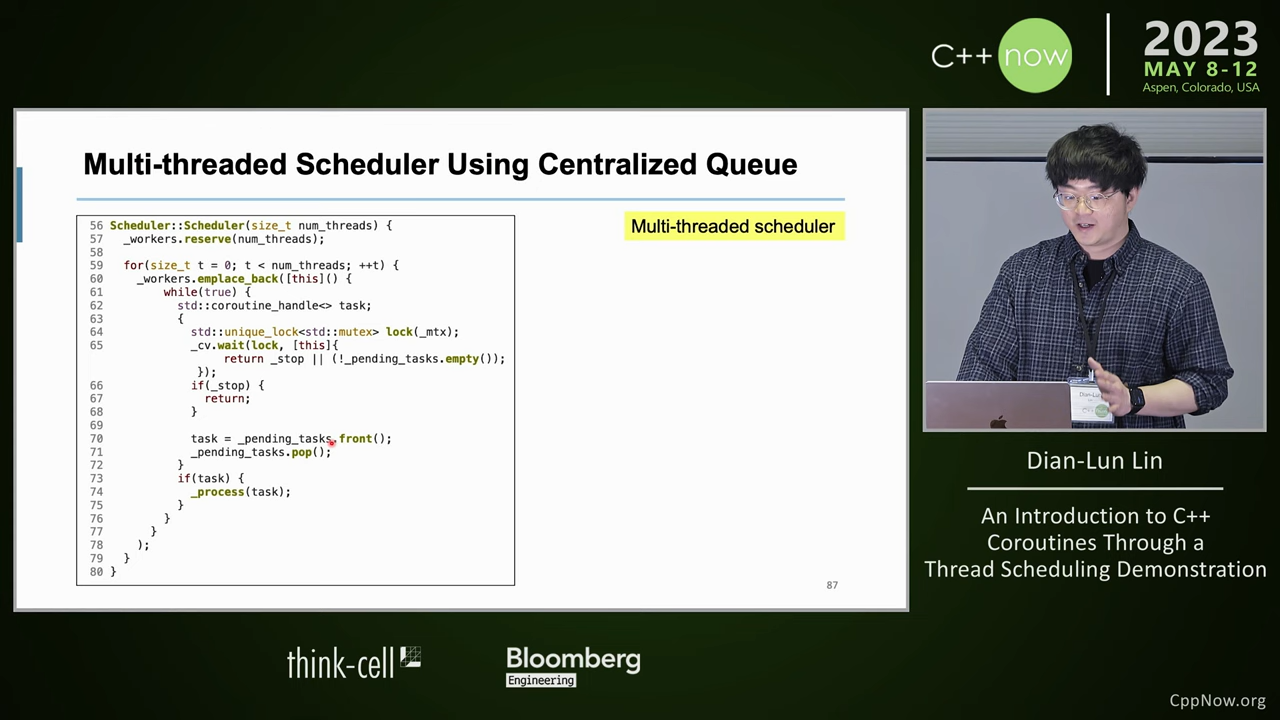 C++ now
2023
MAY 8-12
Aspen, Colorado, USA
Multi-threaded Scheduler Using Centralized Queue
Multi-threaded scheduler
56 Scheduler::Scheduler(size_t num_threads) {
57   _workers.reserve(num_threads);
58
59   for(size_t t = 0; t < num_threads; ++t) {
60     _workers.emplace_back([this]() {
61         while(true) {
62           std::coroutine_handle<> task;
63           {
64             std::unique_lock<std::mutex> lock(_mtx);
65             _cv.wait(lock, [this]{
                  return _stop || (!_pending_tasks.empty());
              });
66             if(_stop) {
67               return;
68             }
69
70             task = _pending_tasks.front();
71             _pending_tasks.pop();
72           }
73           if(task) {
74             _process(task);
75           }
76         }
77       }
78     );
79   }
80 }
87
Dian-Lun Lin
An Introduction to C++
Coroutines Through a
Thread Scheduling Demonstration
think-cell
Bloomberg
Engineering
CppNow.org